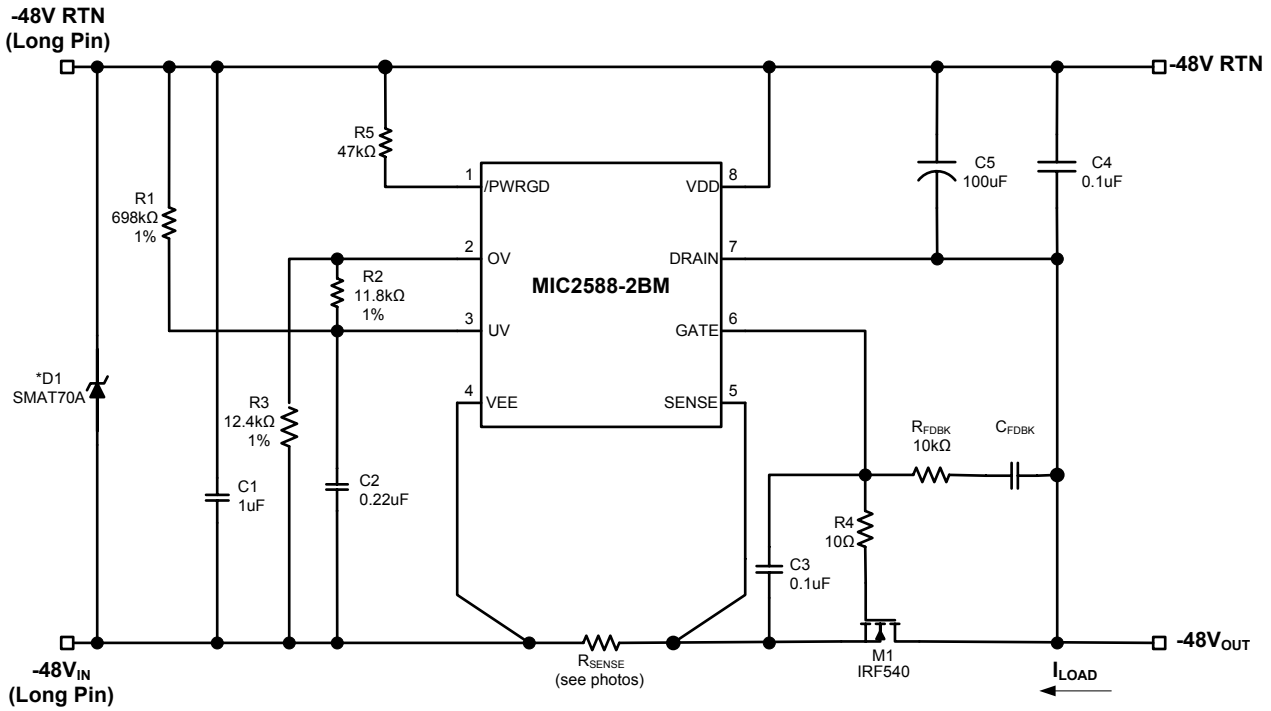 -48V RTN
(Long Pin)
-48V RTN
R5
47kΩ
R1
698kΩ
1%
1
/PWRGD
VDD
8
C5
100uF
C4
0.1uF
2
OV
DRAIN
7
R2
11.8kΩ
1%
MIC2588-2BM
3
UV
GATE
6
*D1
SMAT70A
R3
12.4kΩ
1%
4
VEE
SENSE
5
RFDBK
10kΩ
CFDBK
C1
1uF
C2
0.22uF
R4
10Ω
C3
0.1uF
-48VIN
(Long Pin)
RSENSE
(see photos)
M1
IRF540
-48VOUT
ILOAD